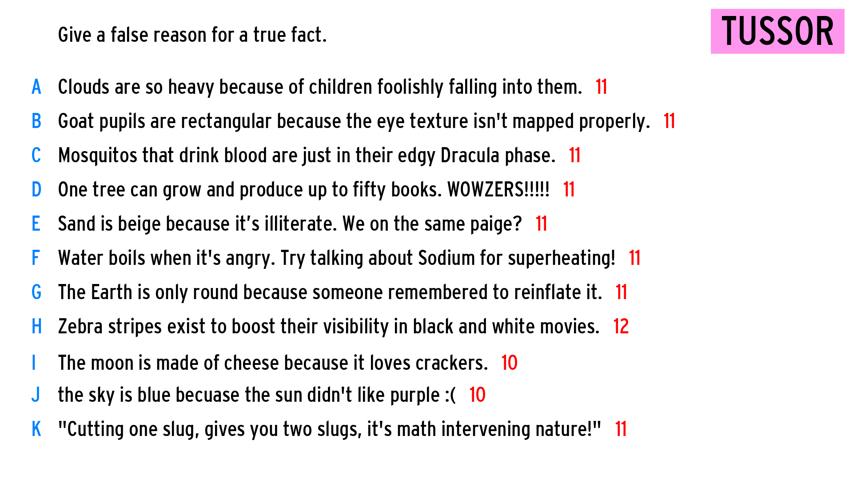 Give a false reason for a true fact.
TUSSOR
A Clouds are so heavy because of children foolishly falling into them. 11
B Goat pupils are rectangular because the eye texture isn't mapped properly. 11
C Mosquitos that drink blood are just in their edgy Dracula phase. 11
D One tree can grow and produce up to fifty books. WOWZERS!!!!! 11
E Sand is beige because it’s illiterate. We on the same paige? 11
F Water boils when it's angry. Try talking about Sodium for superheating! 11
G The Earth is only round because someone remembered to reinflate it. 11
H Zebra stripes exist to boost their visibility in black and white movies. 12
I The moon is made of cheese because it loves crackers. 10
J the sky is blue becuase the sun didn't like purple :( 10
K "Cutting one slug, gives you two slugs, it's math intervening nature!" 11